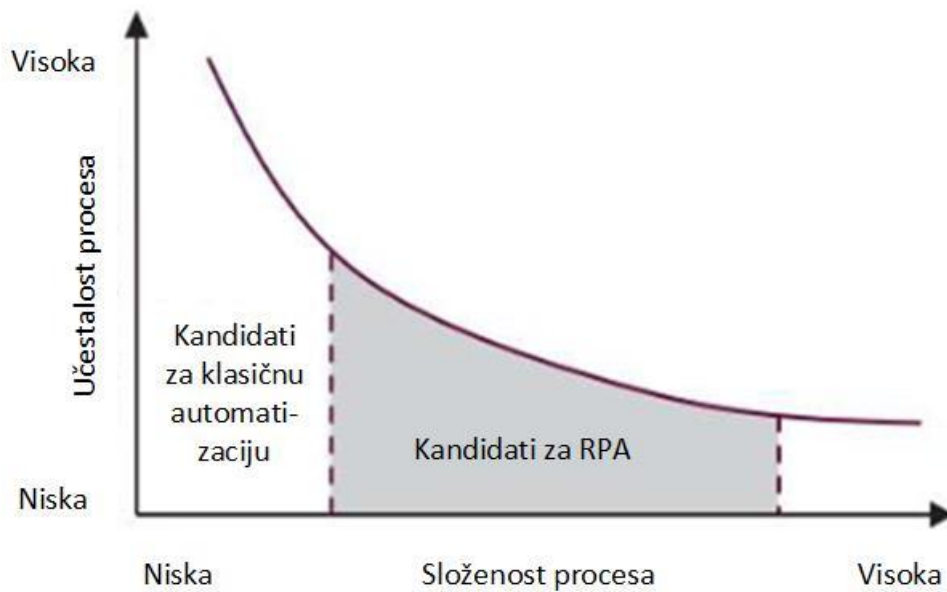 Visoka
Učestalost procesa
Kandidati
za klasičnu
automati-
zaciju
Kandidati za RPA
Niska
Niska
Složenost procesa
Visoka